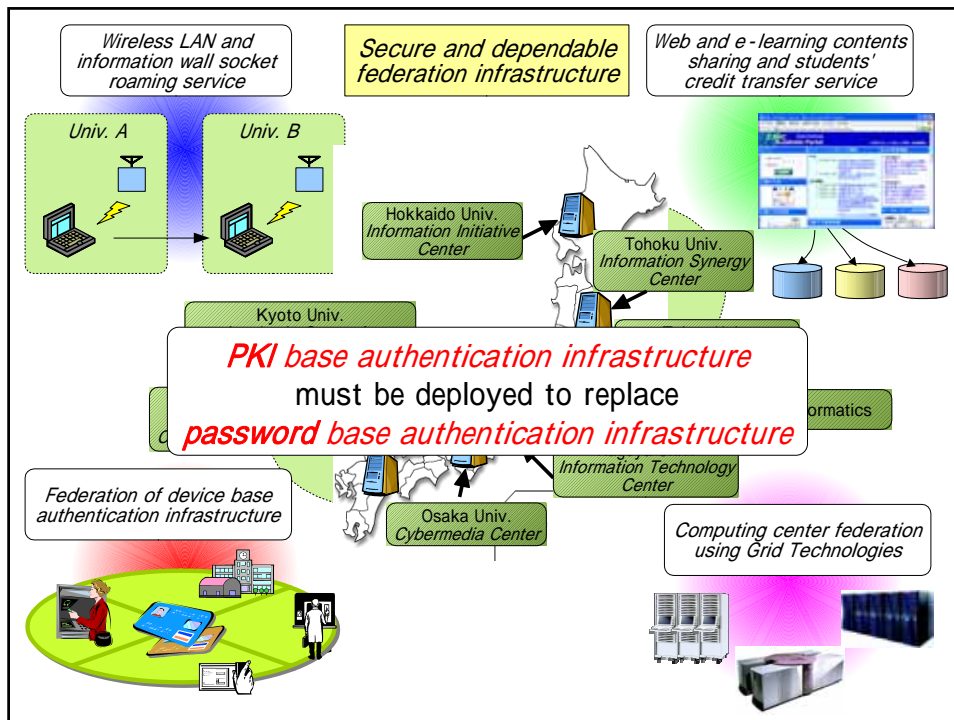 Wireless LAN and
information wall socket
roaming service
Secure and dependable
federation infrastructure
Web and e-learning contents
sharing and students'
credit transfer service
Univ. A
Univ. B
Hokkaido Univ.
Information Initiative
Center
Tohoku Univ.
Information Synergy
Center
Kyoto Univ.
PKI base authentication infrastructure
must be deployed to replace
password base authentication infrastructure
Information Technology
Center
Osaka Univ.
Cybermedia Center
Federation of device base
authentication infrastructure
Computing center federation
using Grid Technologies